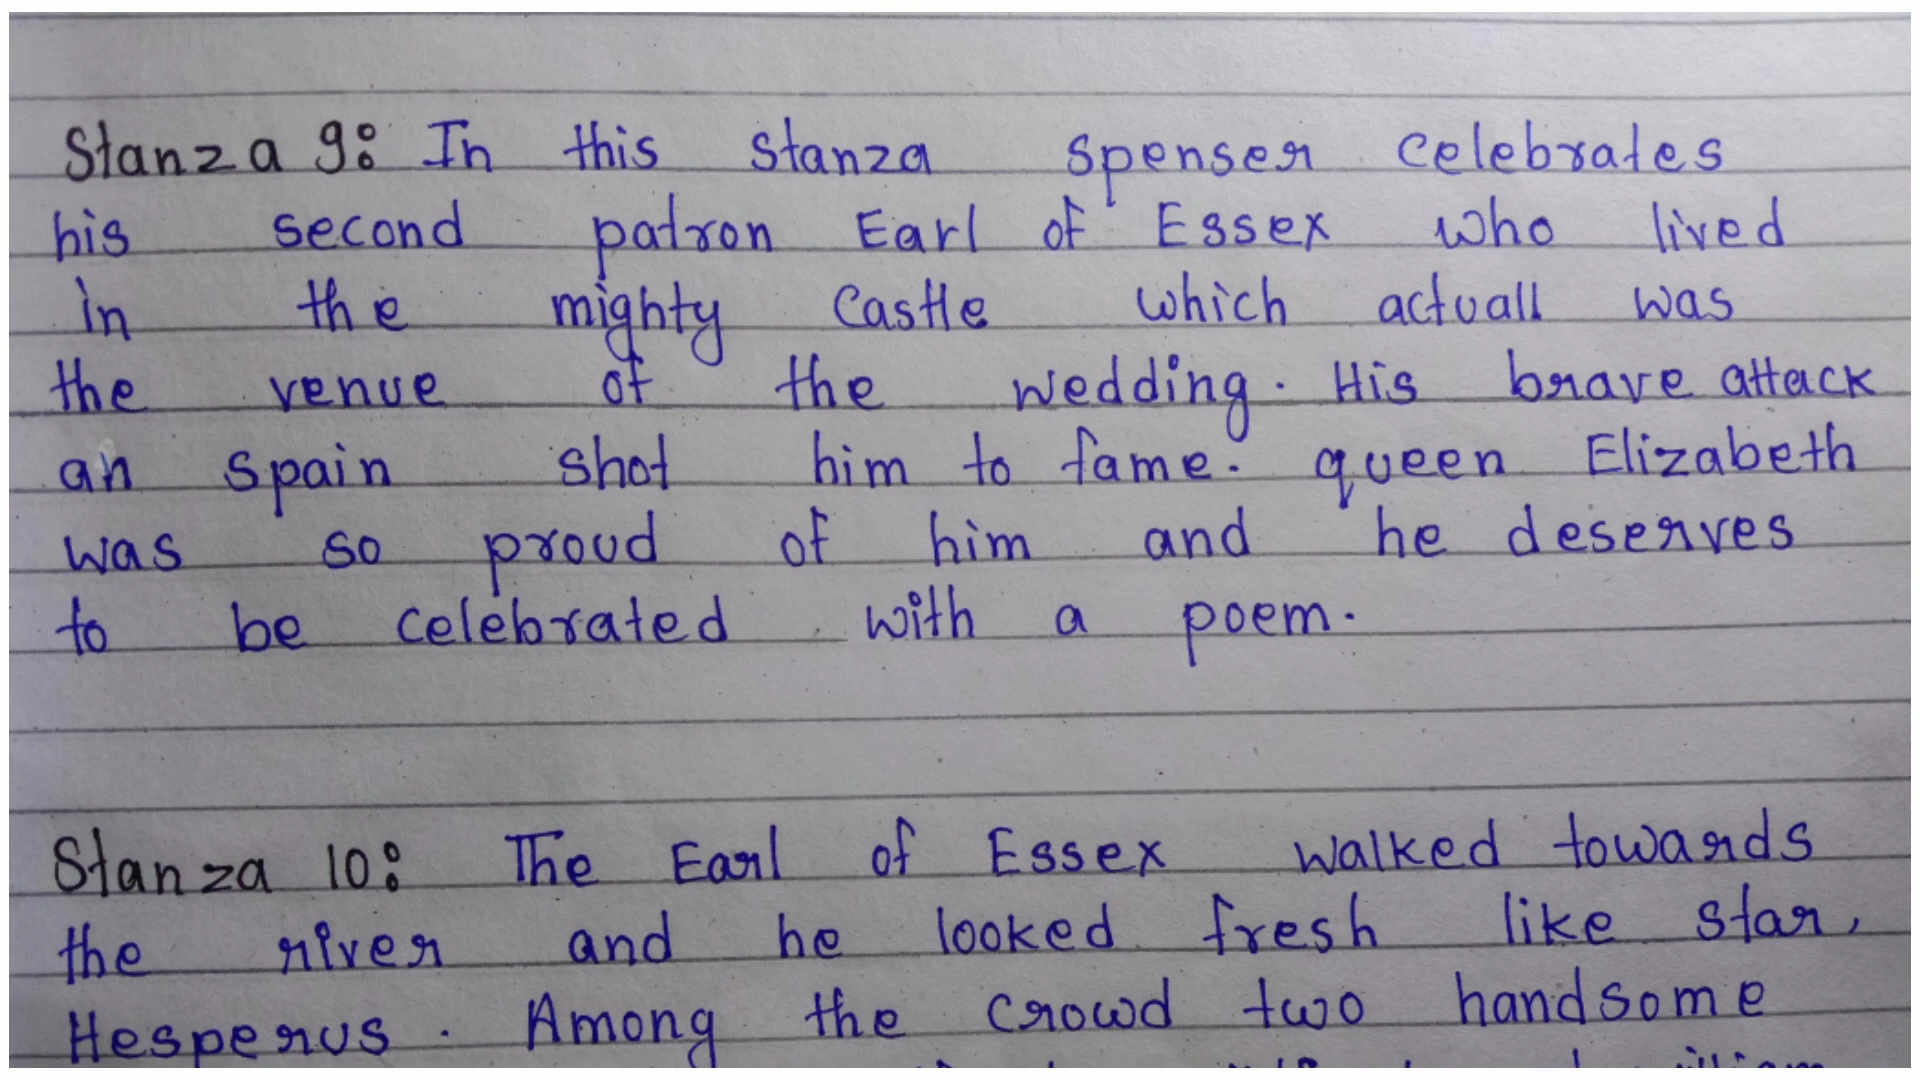 Stanza 9: In this stanza spenser celebrates
his second patron Earl of Essex who lived
in the mighty castle which actuall was
the venue of the wedding. His brave attack
an spain shot him to fame. queen Elizabeth
was so proud of him and he deserves
to be celebrated with a poem.
Stanza 10: The Earl of Essex walked towards
the river and he looked fresh like star,
Hesperus. Among the crowd two handsome